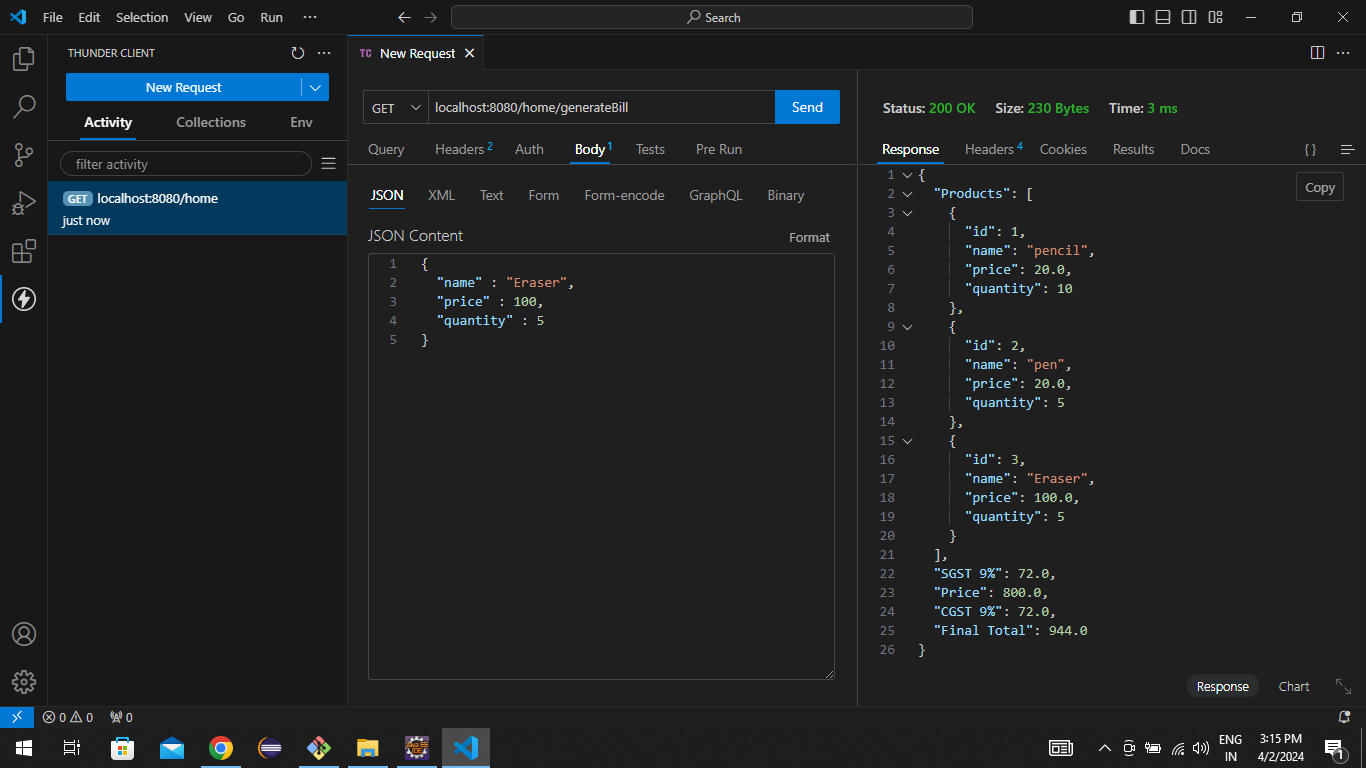 File Edit Selection View Go Run ···
Search
THUNDER CLIENT
New Request
Activity Collections Env
filter activity
GET localhost:8080/home
just now
TC New Request
GET localhost:8080/home/generateBill Send
Query Headers 2 Auth Body 1 Tests Pre Run
JSON XML Text Form Form-encode GraphQL Binary
JSON Content Format
1 {
2 "name" : "Eraser",
3 "price" : 100,
4 "quantity" : 5
5 }
Status: 200 OK Size: 230 Bytes Time: 3 ms
Response Headers 4 Cookies Results Docs { }
Copy
1 {
2 "Products": [
3 {
4 "id": 1,
5 "name": "pencil",
6 "price": 20.0,
7 "quantity": 10
8 },
9 {
10 "id": 2,
11 "name": "pen",
12 "price": 20.0,
13 "quantity": 5
14 },
15 {
16 "id": 3,
17 "name": "Eraser",
18 "price": 100.0,
19 "quantity": 5
20 }
21 ],
22 "SGST 9%": 72.0,
23 "Price": 800.0,
24 "CGST 9%": 72.0,
25 "Final Total": 944.0
26 }
Response Chart
0 0 0
ENG
IN
3:15 PM
4/2/2024
1
Java EE
IDE